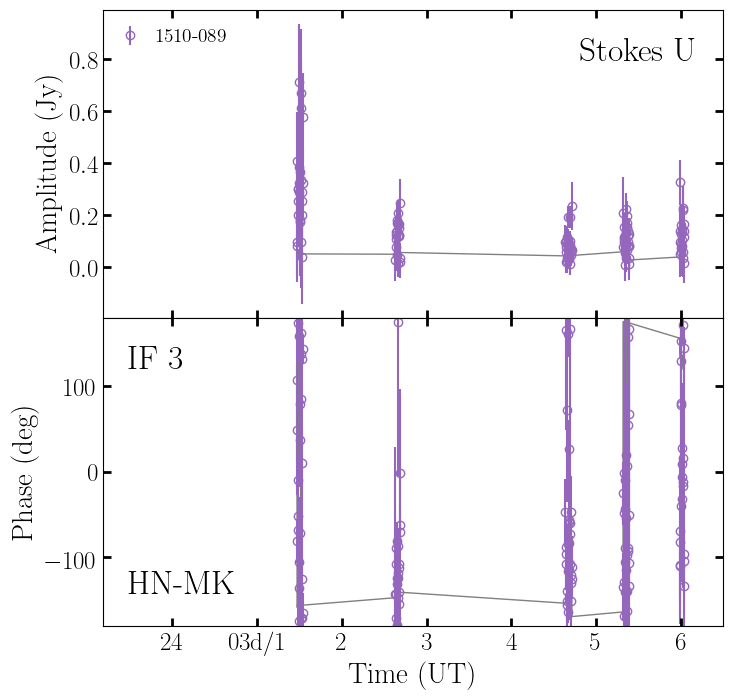 1510-089
Stokes U
0.8
0.6
0.4
0.2
0.0
Amplitude (Jy)
IF 3
100
0
−100
Phase (deg)
HN-MK
24 03d/1 2 3 4 5 6
Time (UT)